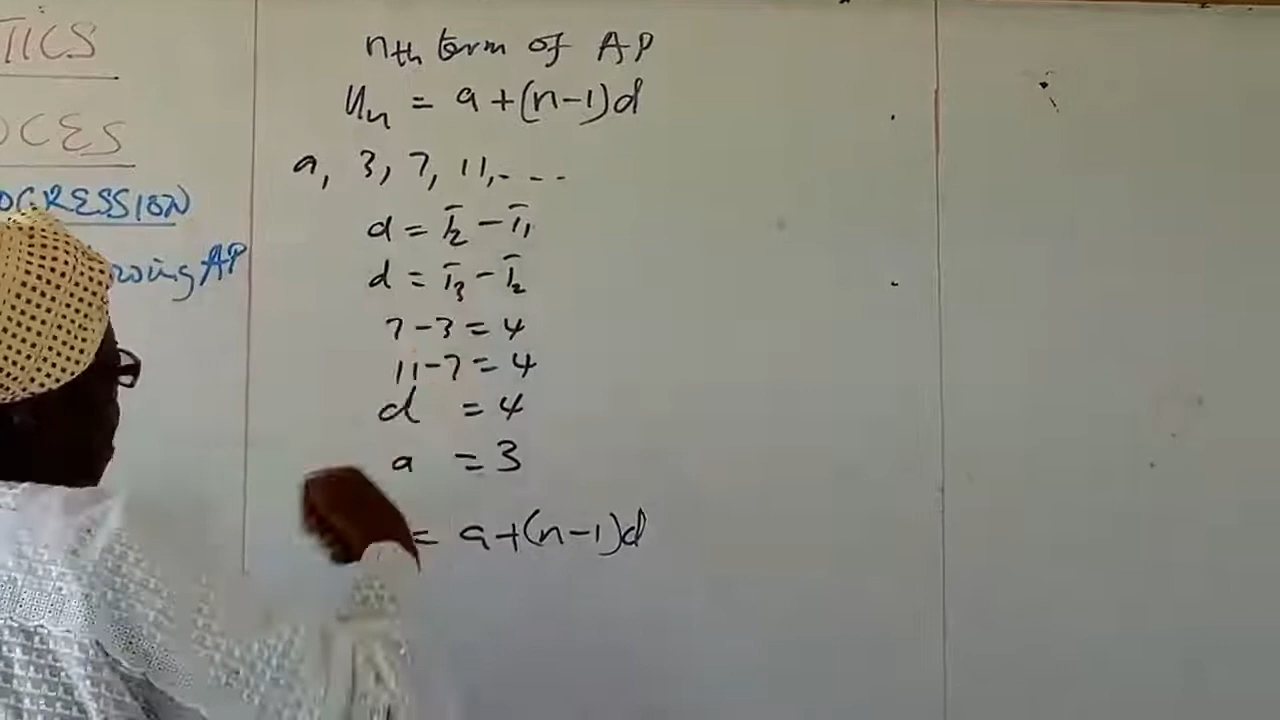 TICS
OCES
OGRESSION
owing AP
nth term of AP
Un = a+(n-1)d
a, 3, 7, 11, - - -
d = T2 - T1
d = T3 - T2
7-3 = 4
11-7 = 4
d = 4
a = 3
= a+(n-1)d